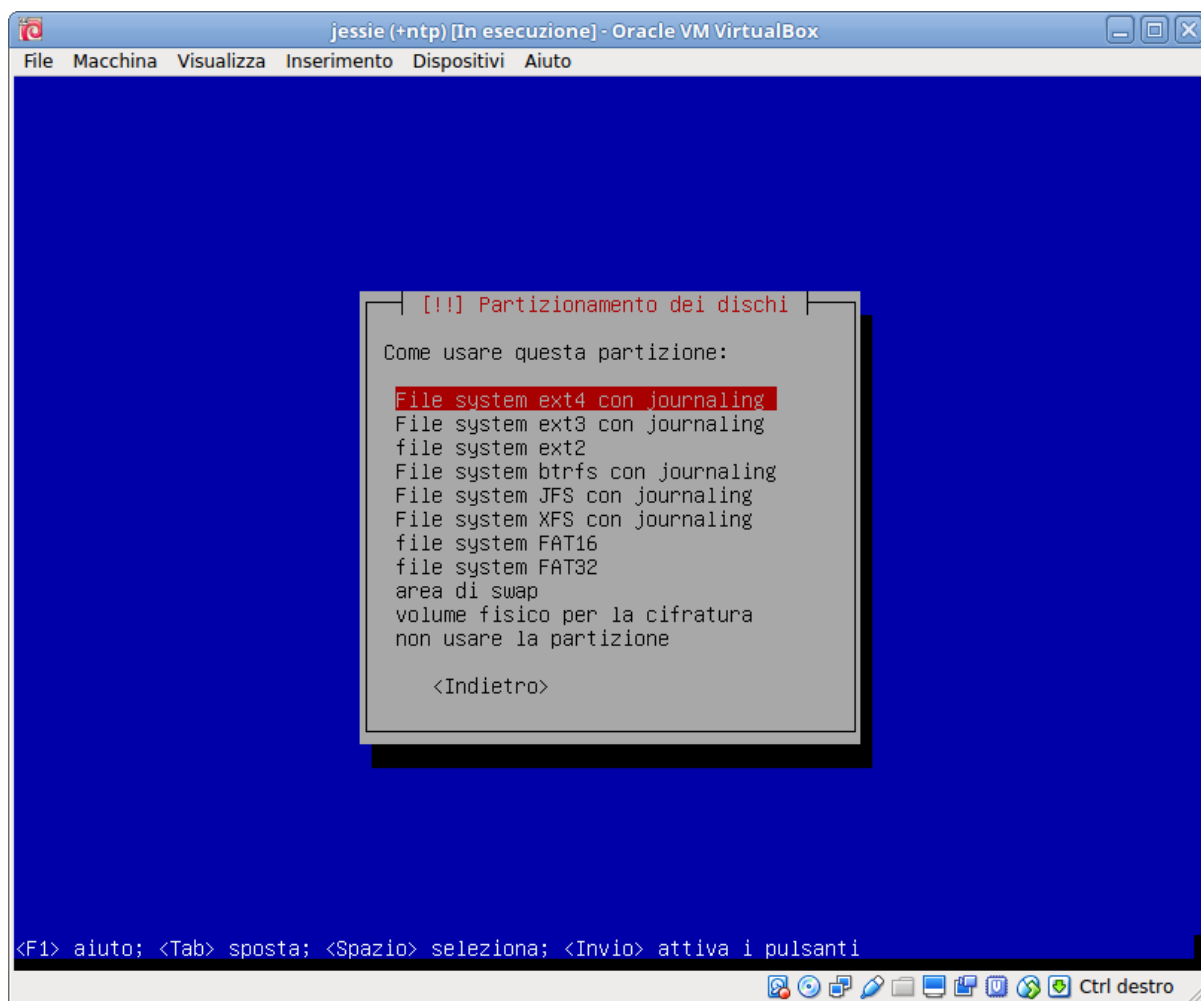 jessie (+ntp) [In esecuzione] - Oracle VM VirtualBox
File Macchina Visualizza Inserimento Dispositivi Aiuto
[!!] Partizionamento dei dischi
Come usare questa partizione:
File system ext4 con journaling
File system ext3 con journaling
file system ext2
File system btrfs con journaling
File system JFS con journaling
File system XFS con journaling
file system FAT16
file system FAT32
area di swap
volume fisico per la cifratura
non usare la partizione
<Indietro>
<F1> aiuto; <Tab> sposta; <Spazio> seleziona; <Invio> attiva i pulsanti
Ctrl destro